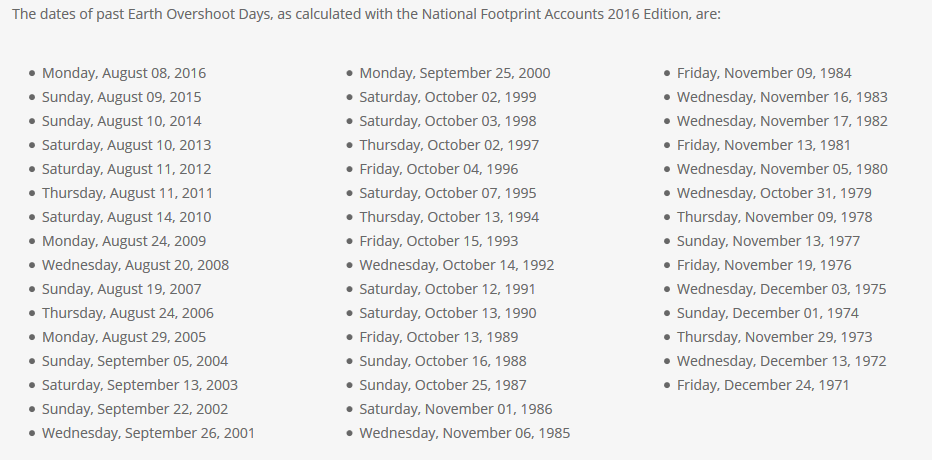 The dates of past Earth Overshoot Days, as calculated with the National Footprint Accounts 2016 Edition, are:
Monday, August 08, 2016
Sunday, August 09, 2015
Sunday, August 10, 2014
Saturday, August 10, 2013
Saturday, August 11, 2012
Thursday, August 11, 2011
Saturday, August 14, 2010
Monday, August 24, 2009
Wednesday, August 20, 2008
Sunday, August 19, 2007
Thursday, August 24, 2006
Monday, August 29, 2005
Sunday, September 05, 2004
Saturday, September 13, 2003
Sunday, September 22, 2002
Wednesday, September 26, 2001
Monday, September 25, 2000
Saturday, October 02, 1999
Saturday, October 03, 1998
Thursday, October 02, 1997
Friday, October 04, 1996
Saturday, October 07, 1995
Thursday, October 13, 1994
Friday, October 15, 1993
Wednesday, October 14, 1992
Saturday, October 12, 1991
Saturday, October 13, 1990
Friday, October 13, 1989
Sunday, October 16, 1988
Sunday, October 25, 1987
Saturday, November 01, 1986
Wednesday, November 06, 1985
Friday, November 09, 1984
Wednesday, November 16, 1983
Wednesday, November 17, 1982
Friday, November 13, 1981
Wednesday, November 05, 1980
Wednesday, October 31, 1979
Thursday, November 09, 1978
Sunday, November 13, 1977
Friday, November 19, 1976
Wednesday, December 03, 1975
Sunday, December 01, 1974
Thursday, November 29, 1973
Wednesday, December 13, 1972
Friday, December 24, 1971